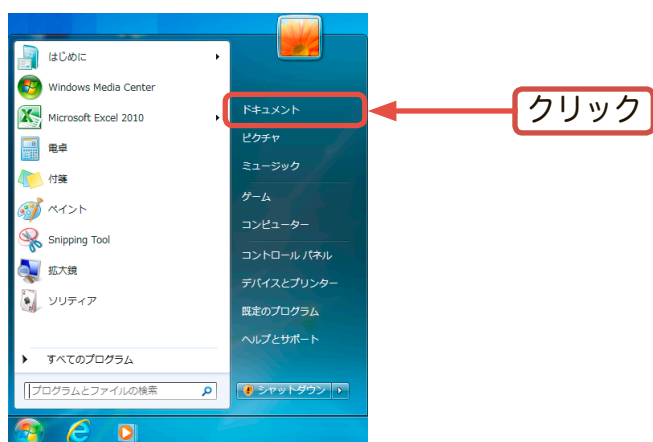 はじめに
Windows Media Center
Microsoft Excel 2010
電卓
付箋
ペイント
Snipping Tool
拡大鏡
ソリティア
すべてのプログラム
プログラムとファイルの検索
ドキュメント
ピクチャ
ミュージック
ゲーム
コンピューター
コントロール パネル
デバイスとプリンター
既定のプログラム
ヘルプとサポート
シャットダウン
クリック